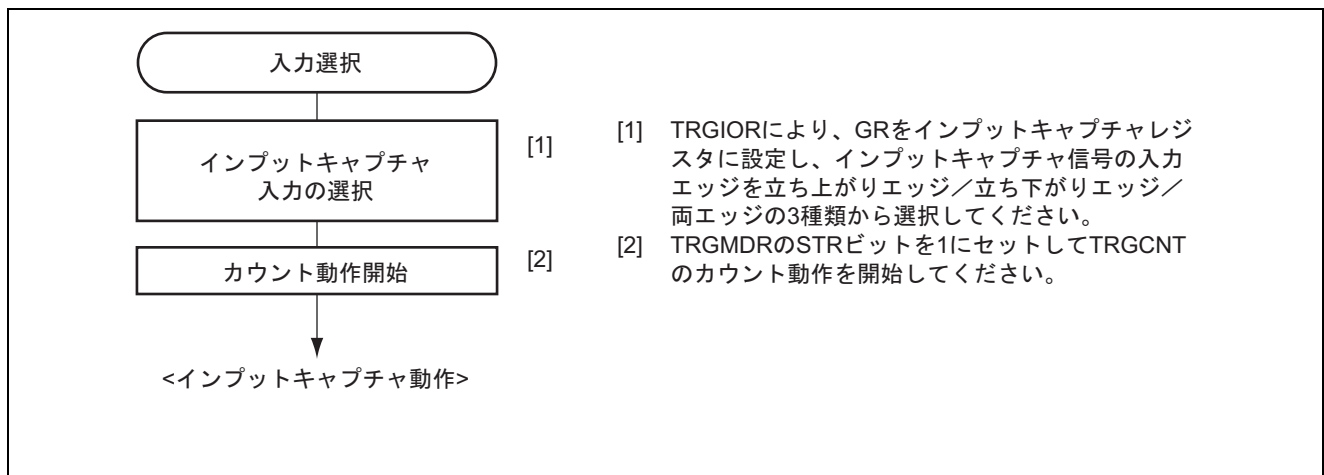 入力選択
インプットキャプチャ
入力の選択
[1]
カウント動作開始
[2]
<インプットキャプチャ動作>
[1] TRGIORにより、GRをインプットキャプチャレジ
スタに設定し、インプットキャプチャ信号の入力
エッジを立ち上がりエッジ／立ち下がりエッジ／
両エッジの3種類から選択してください。
[2] TRGMDRのSTRビットを1にセットしてTRGCNT
のカウント動作を開始してください。